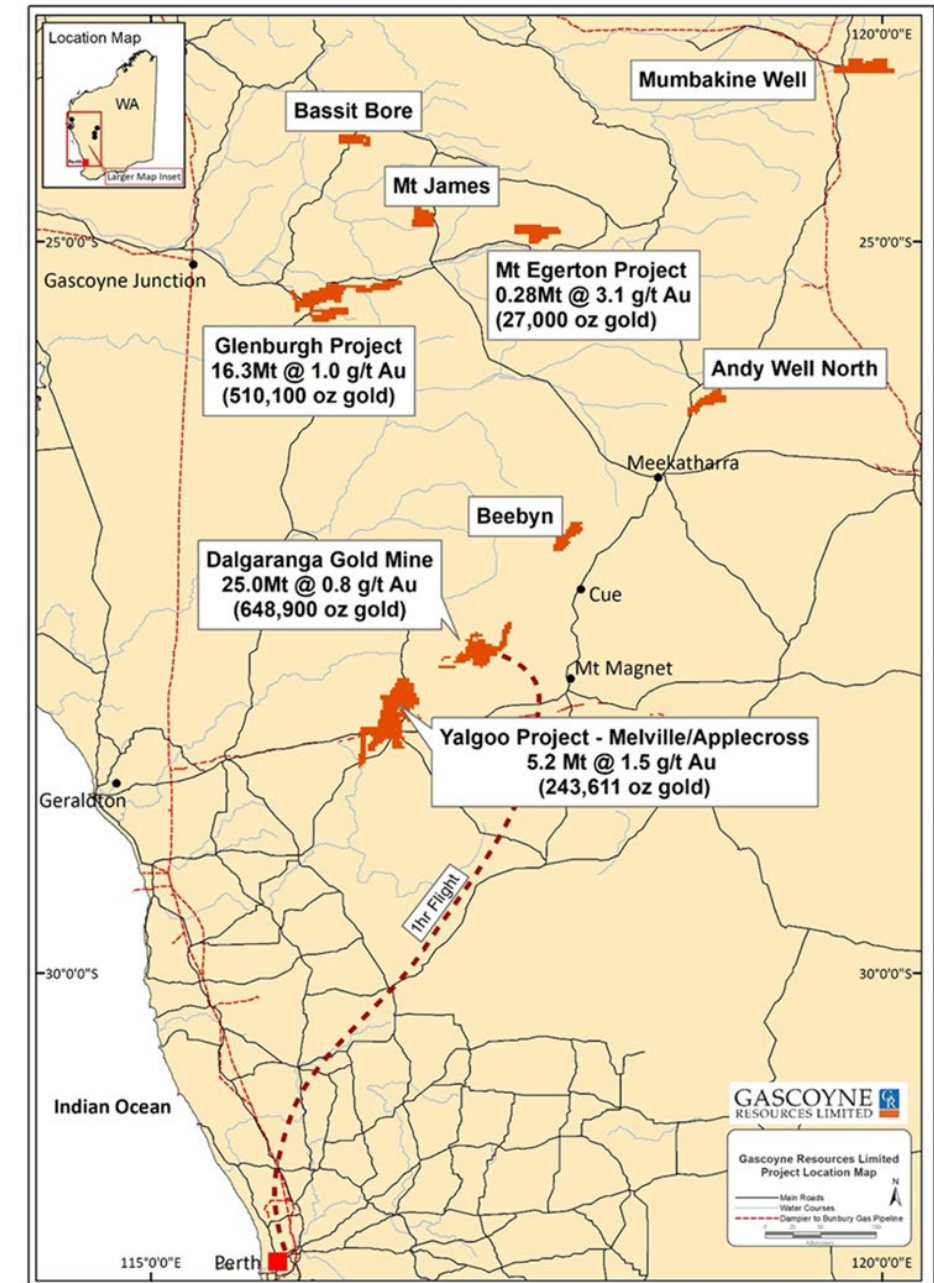 Location Map
WA
Perth
Larger Map Inset
120°0'0"E
Mumbakine Well
Bassit Bore
Mt James
25°0'0"S
25°0'0"S
Gascoyne Junction
Mt Egerton Project
0.28Mt @ 3.1 g/t Au
(27,000 oz gold)
Glenburgh Project
16.3Mt @ 1.0 g/t Au
(510,100 oz gold)
Andy Well North
Meekatharra
Beebyn
Dalgaranga Gold Mine
25.0Mt @ 0.8 g/t Au
(648,900 oz gold)
Cue
Mt Magnet
Yalgoo Project - Melville/Applecross
5.2 Mt @ 1.5 g/t Au
(243,611 oz gold)
Geraldton
1hr Flight
30°0'0"S
30°0'0"S
Indian Ocean
GASCOYNE
RESOURCES LIMITED
Gascoyne Resources Limited
Project Location Map
N
Main Roads
Water Courses
Dampier to Bunbury Gas Pipeline
0 25 50 100
Kilometers
115°0'0"E
Perth
120°0'0"E